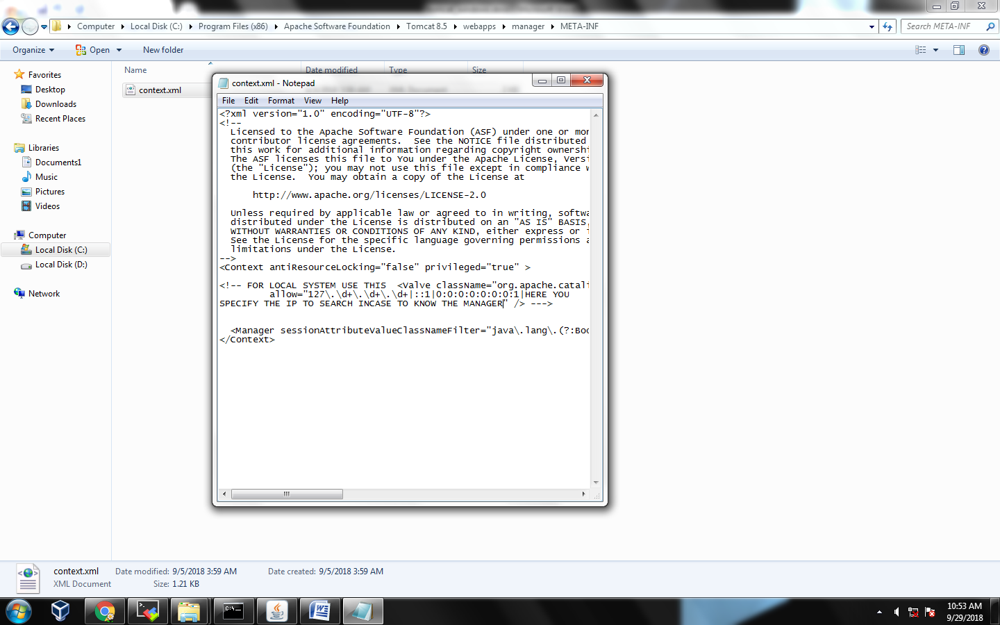 Computer Local Disk (C:) Program Files (x86) Apache Software Foundation Tomcat 8.5 webapps manager META-INF Search META-INF
Organize Open New folder
Name Date modified Type Size
Favorites
Desktop
Downloads
Recent Places
Libraries
Documents1
Music
Pictures
Videos
Computer
Local Disk (C:)
Local Disk (D:)
Network
context.xml
context.xml - Notepad
File Edit Format View Help
<?xml version="1.0" encoding="UTF-8"?>
<!--
Licensed to the Apache Software Foundation (ASF) under one or mor
contributor license agreements.  See the NOTICE file distributed
this work for additional information regarding copyright ownershi
The ASF licenses this file to You under the Apache License, Versi
(the "License"); you may not use this file except in compliance w
the License.  You may obtain a copy of the License at
http://www.apache.org/licenses/LICENSE-2.0
Unless required by applicable law or agreed to in writing, softwa
distributed under the License is distributed on an "AS IS" BASIS,
WITHOUT WARRANTIES OR CONDITIONS OF ANY KIND, either express or i
See the License for the specific language governing permissions a
limitations under the License.
-->
<Context antiResourceLocking="false" privileged="true" >
<!-- FOR LOCAL SYSTEM USE THIS  <Valve className="org.apache.catali
allow="127\.\d+\.\d+\.\d+|::1|0:0:0:0:0:0:0:1|HERE YOU
SPECIFY THE IP TO SEARCH INCASE TO KNOW THE MANAGER" /> --->
<Manager sessionAttributeValueClassNameFilter="java\.lang\.(?:Boo
</Context>
context.xml Date modified: 9/5/2018 3:59 AM Date created: 9/5/2018 3:59 AM
XML Document Size: 1.21 KB
10:53 AM
9/29/2018